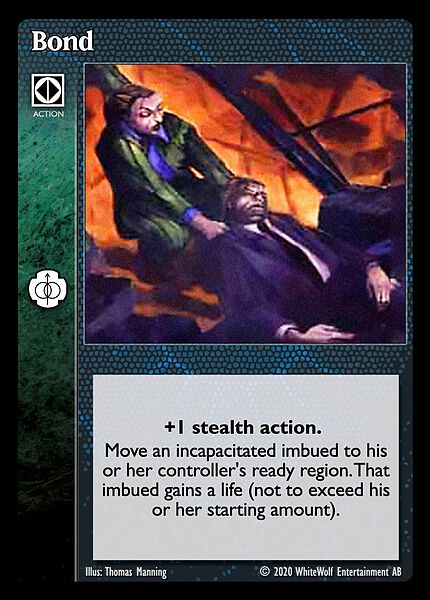 Bond
ACTION
+1 stealth action.
Move an incapacitated imbued to his
or her controller's ready region. That
imbued gains a life (not to exceed his
or her starting amount).
Illus: Thomas Manning
© 2020 WhiteWolf Entertainment AB